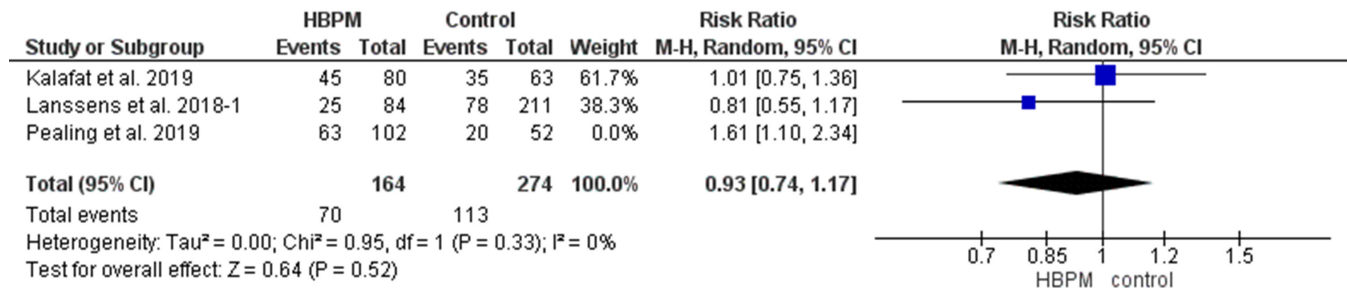 HBPM Control Risk Ratio Risk Ratio
Study or Subgroup Events Total Events Total Weight M-H, Random, 95% CI M-H, Random, 95% CI
Kalafat et al. 2019 45 80 35 63 61.7% 1.01 [0.75, 1.36]
Lanssens et al. 2018-1 25 84 78 211 38.3% 0.81 [0.55, 1.17]
Pealing et al. 2019 63 102 20 52 0.0% 1.61 [1.10, 2.34]
Total (95% CI) 164 274 100.0% 0.93 [0.74, 1.17]
Total events 70 113
Heterogeneity: Tau² = 0.00; Chi² = 0.95, df = 1 (P = 0.33); I² = 0%
Test for overall effect: Z = 0.64 (P = 0.52)
0.7 0.85 1 1.2 1.5
HBPM control